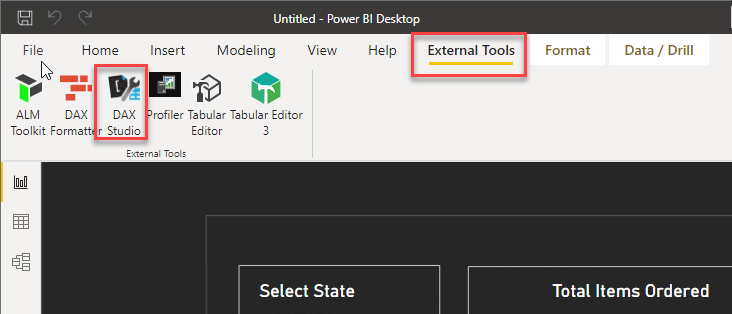 Untitled - Power BI Desktop
File Home Insert Modeling View Help External Tools Format Data / Drill
ALM Toolkit
DAX Formatter
DAX Studio
Profiler
Tabular Editor
Tabular Editor 3
External Tools
Select State
Total Items Ordered